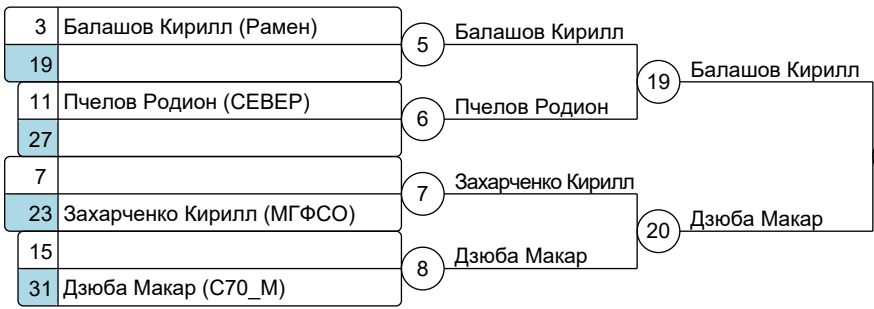 3 Балашов Кирилл (Рамен)
19
5
Балашов Кирилл
11 Пчелов Родион (СЕВЕР)
27
6
Пчелов Родион
19
Балашов Кирилл
7
23 Захарченко Кирилл (МГФСО)
7
Захарченко Кирилл
15
31 Дзюба Макар (С70_М)
8
Дзюба Макар
20
Дзюба Макар